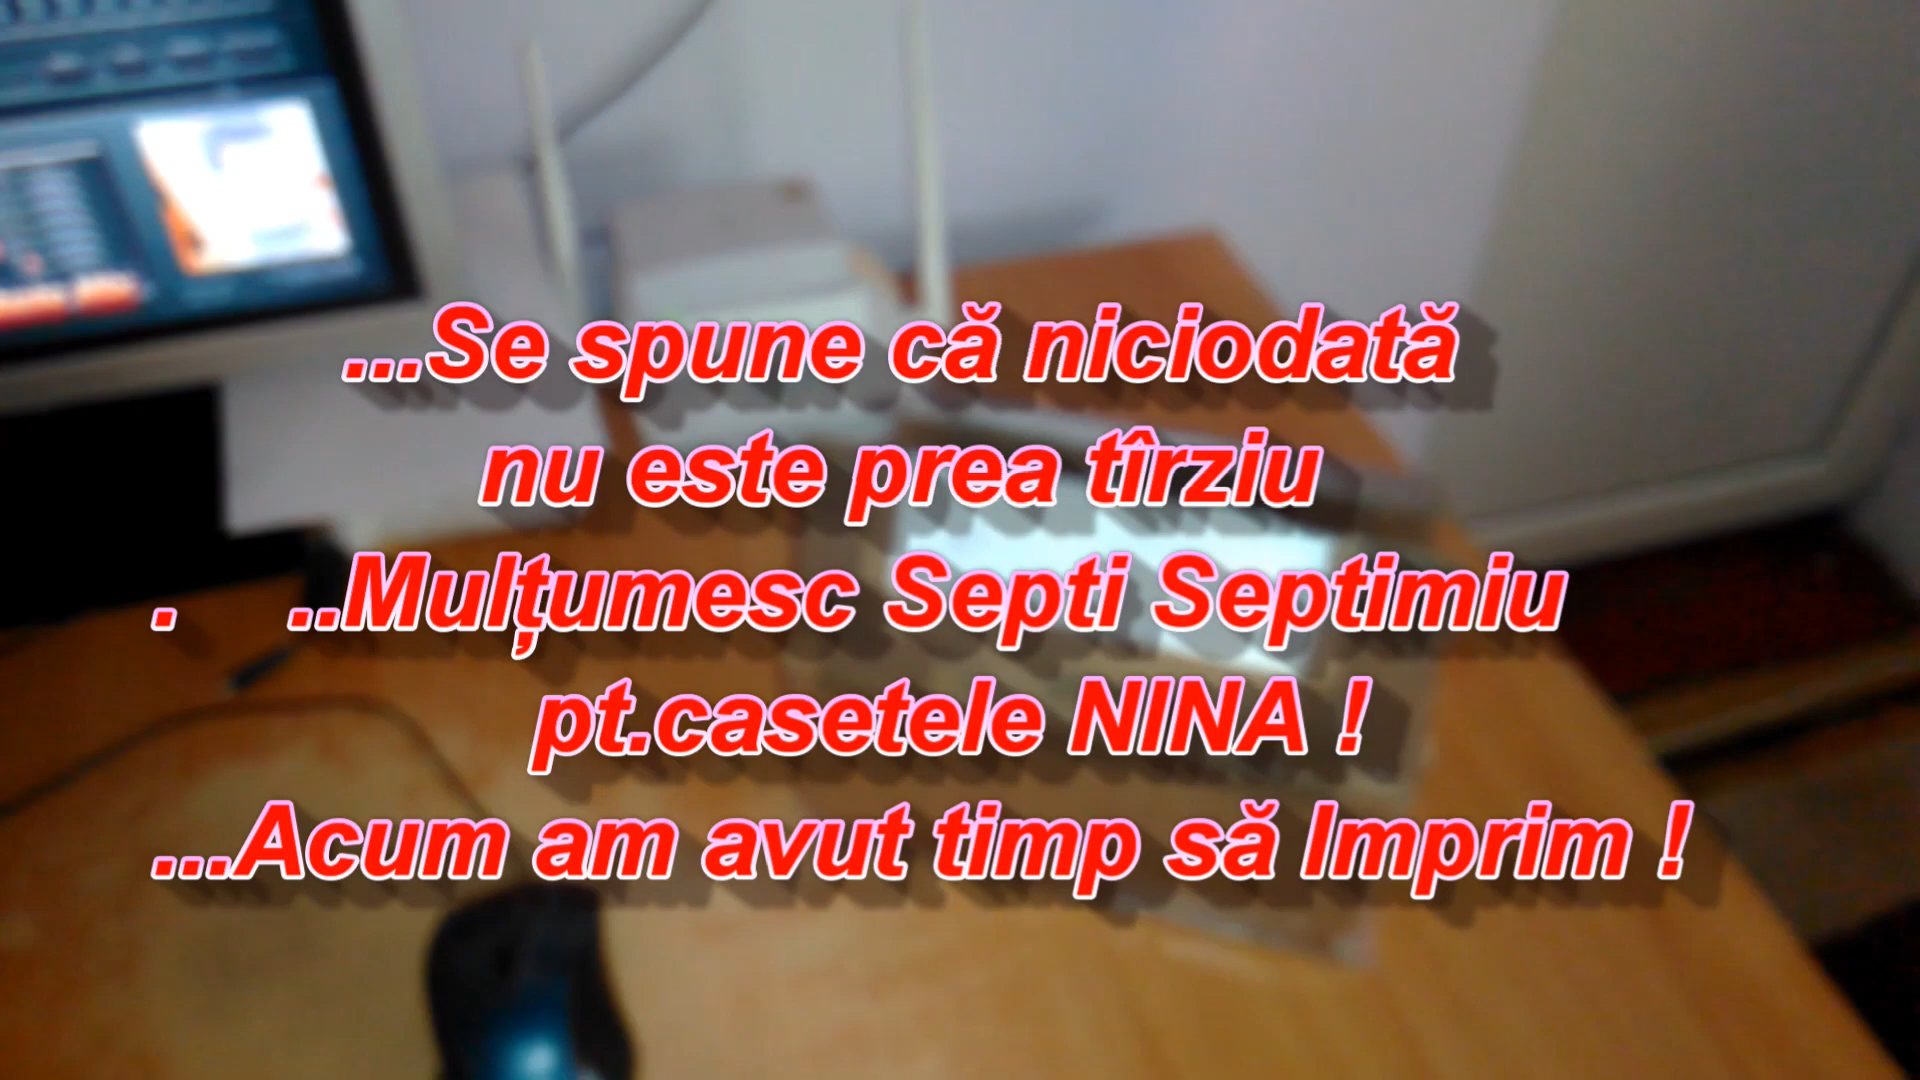 ...Se spune că niciodată
nu este prea tîrziu
. ..Mulțumesc Septi Septimiu
pt.casetele NINA !
...Acum am avut timp să Imprim !